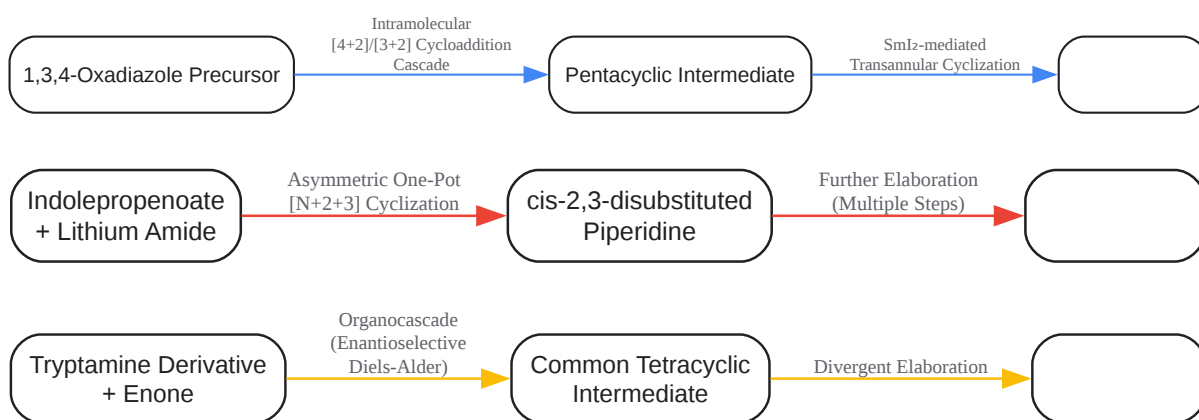 Intramolecular
[4+2]/[3+2] Cycloaddition
Cascade
SmI₂-mediated
Transannular Cyclization
1,3,4-Oxadiazole Precursor
Pentacyclic Intermediate
Asymmetric One-Pot
[N+2+3] Cyclization
Further Elaboration
(Multiple Steps)
Indolepropenoate
+ Lithium Amide
cis-2,3-disubstituted
Piperidine
Organocascade
(Enantioselective
Diels-Alder)
Divergent Elaboration
Tryptamine Derivative
+ Enone
Common Tetracyclic
Intermediate